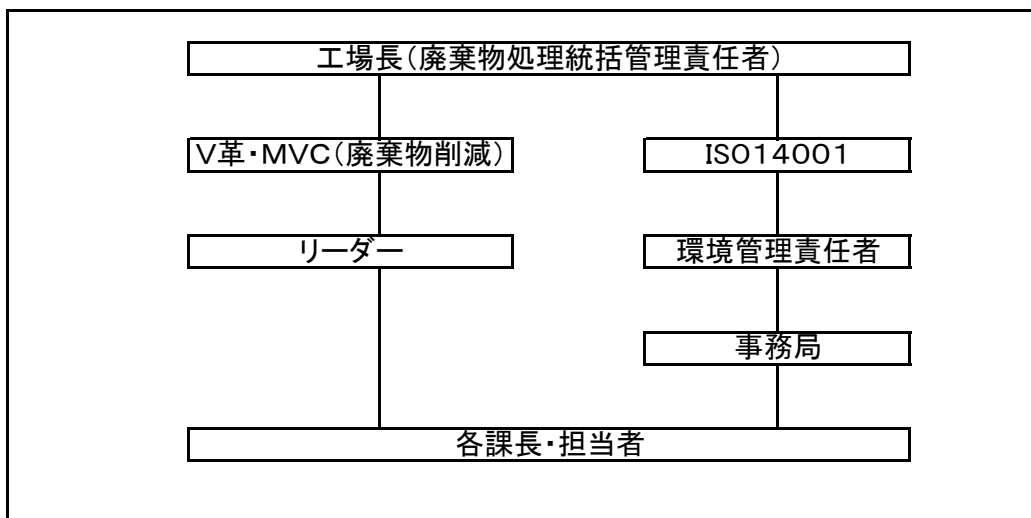 工場長（廃棄物処理統括管理責任者）
Ｖ革・ＭＶＣ（廃棄物削減）
ＩＳＯ１４００１
リーダー
環境管理責任者
事務局
各課長・担当者